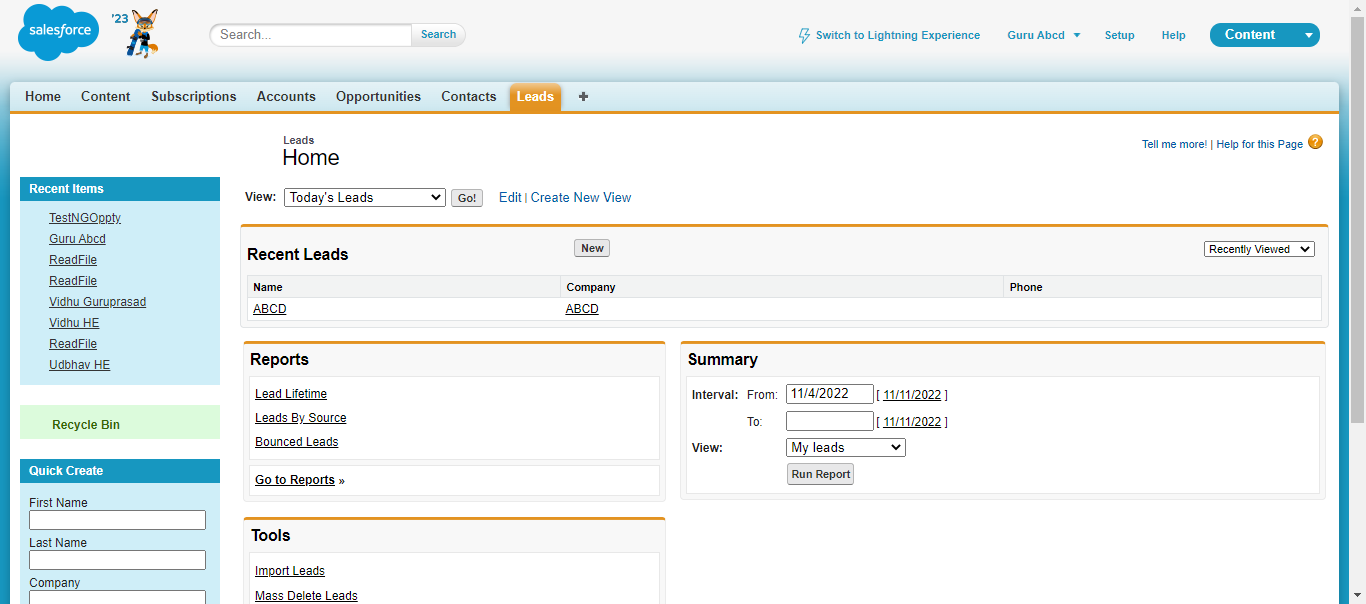 salesforce
'23
Search...
Search
Switch to Lightning Experience
Guru Abcd
Setup
Help
Content
Home Content Subscriptions Accounts Opportunities Contacts Leads +
Leads
Home
Tell me more! | Help for this Page ?
Recent Items
TestNGOppty
Guru Abcd
ReadFile
ReadFile
Vidhu Guruprasad
Vidhu HE
ReadFile
Udbhav HE
Recycle Bin
Quick Create
First Name
Last Name
Company
View: Today's Leads Go! Edit | Create New View
Recent Leads New Recently Viewed
Name Company Phone
ABCD ABCD
Reports
Lead Lifetime
Leads By Source
Bounced Leads
Go to Reports »
Summary
Interval: From: 11/4/2022 [ 11/11/2022 ]
To: [ 11/11/2022 ]
View: My leads
Run Report
Tools
Import Leads
Mass Delete Leads